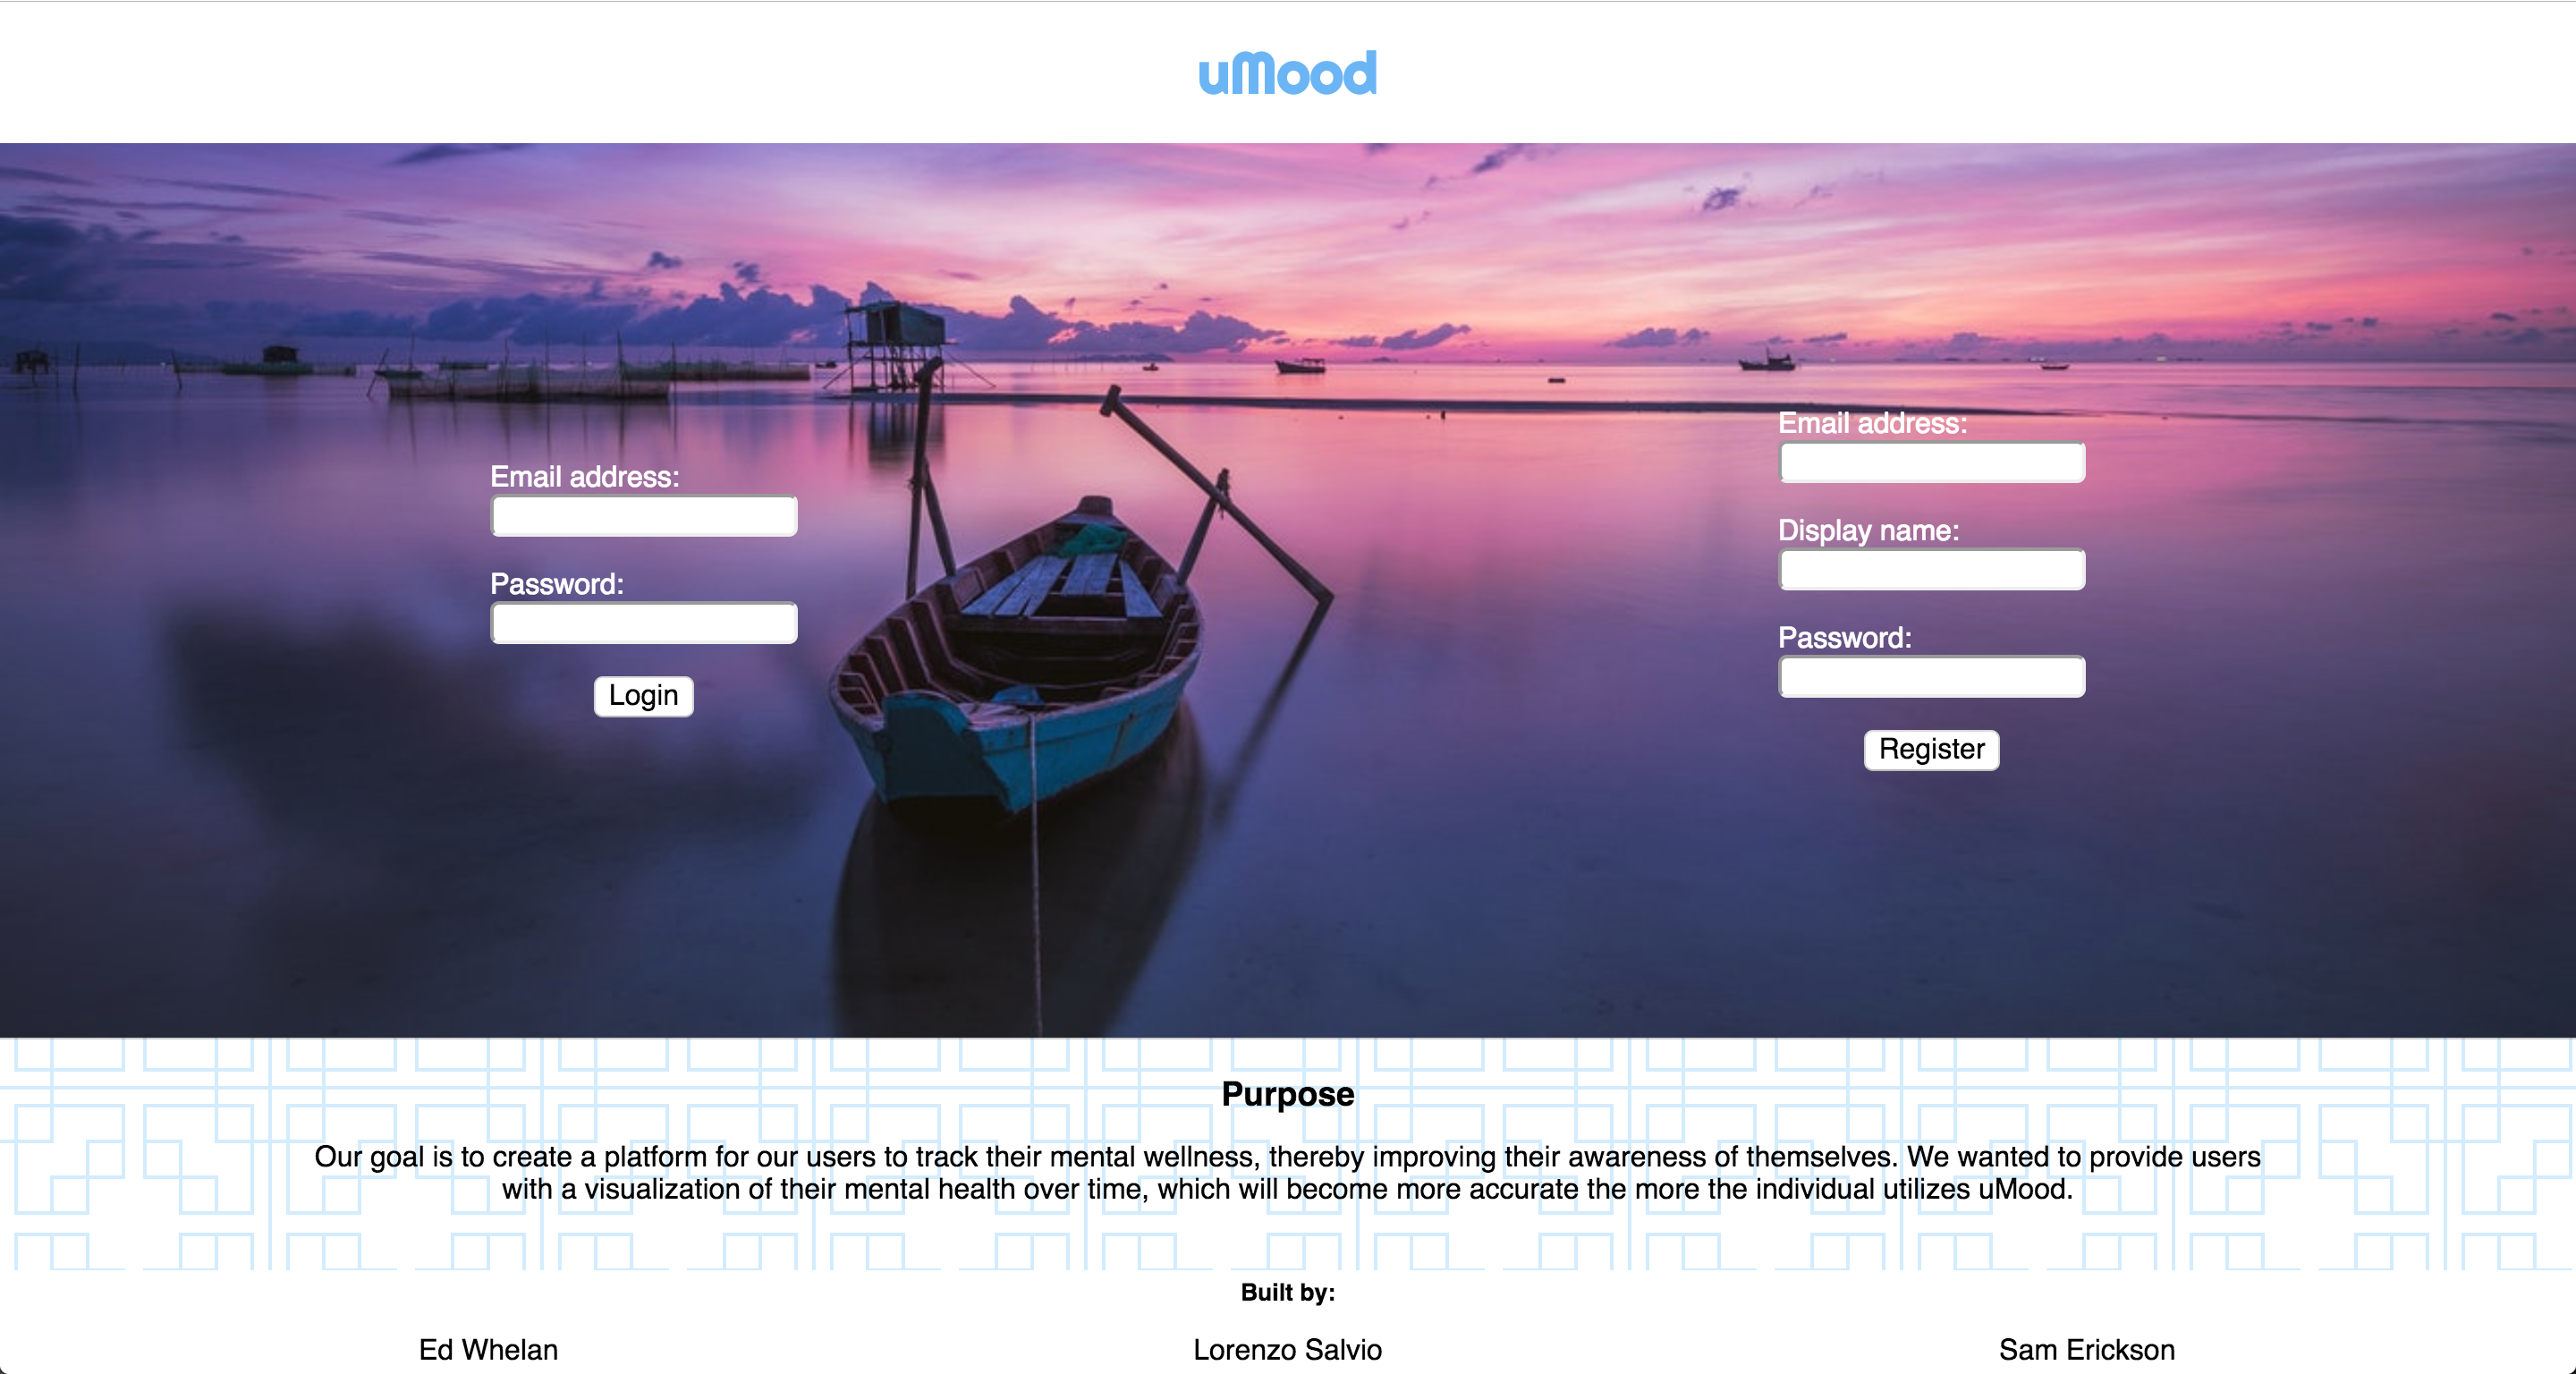 uMood
Email address:
Password:
Login
Email address:
Display name:
Password:
Register
Purpose
Our goal is to create a platform for our users to track their mental wellness, thereby improving their awareness of themselves. We wanted to provide users
with a visualization of their mental health over time, which will become more accurate the more the individual utilizes uMood.
Built by:
Ed Whelan
Lorenzo Salvio
Sam Erickson